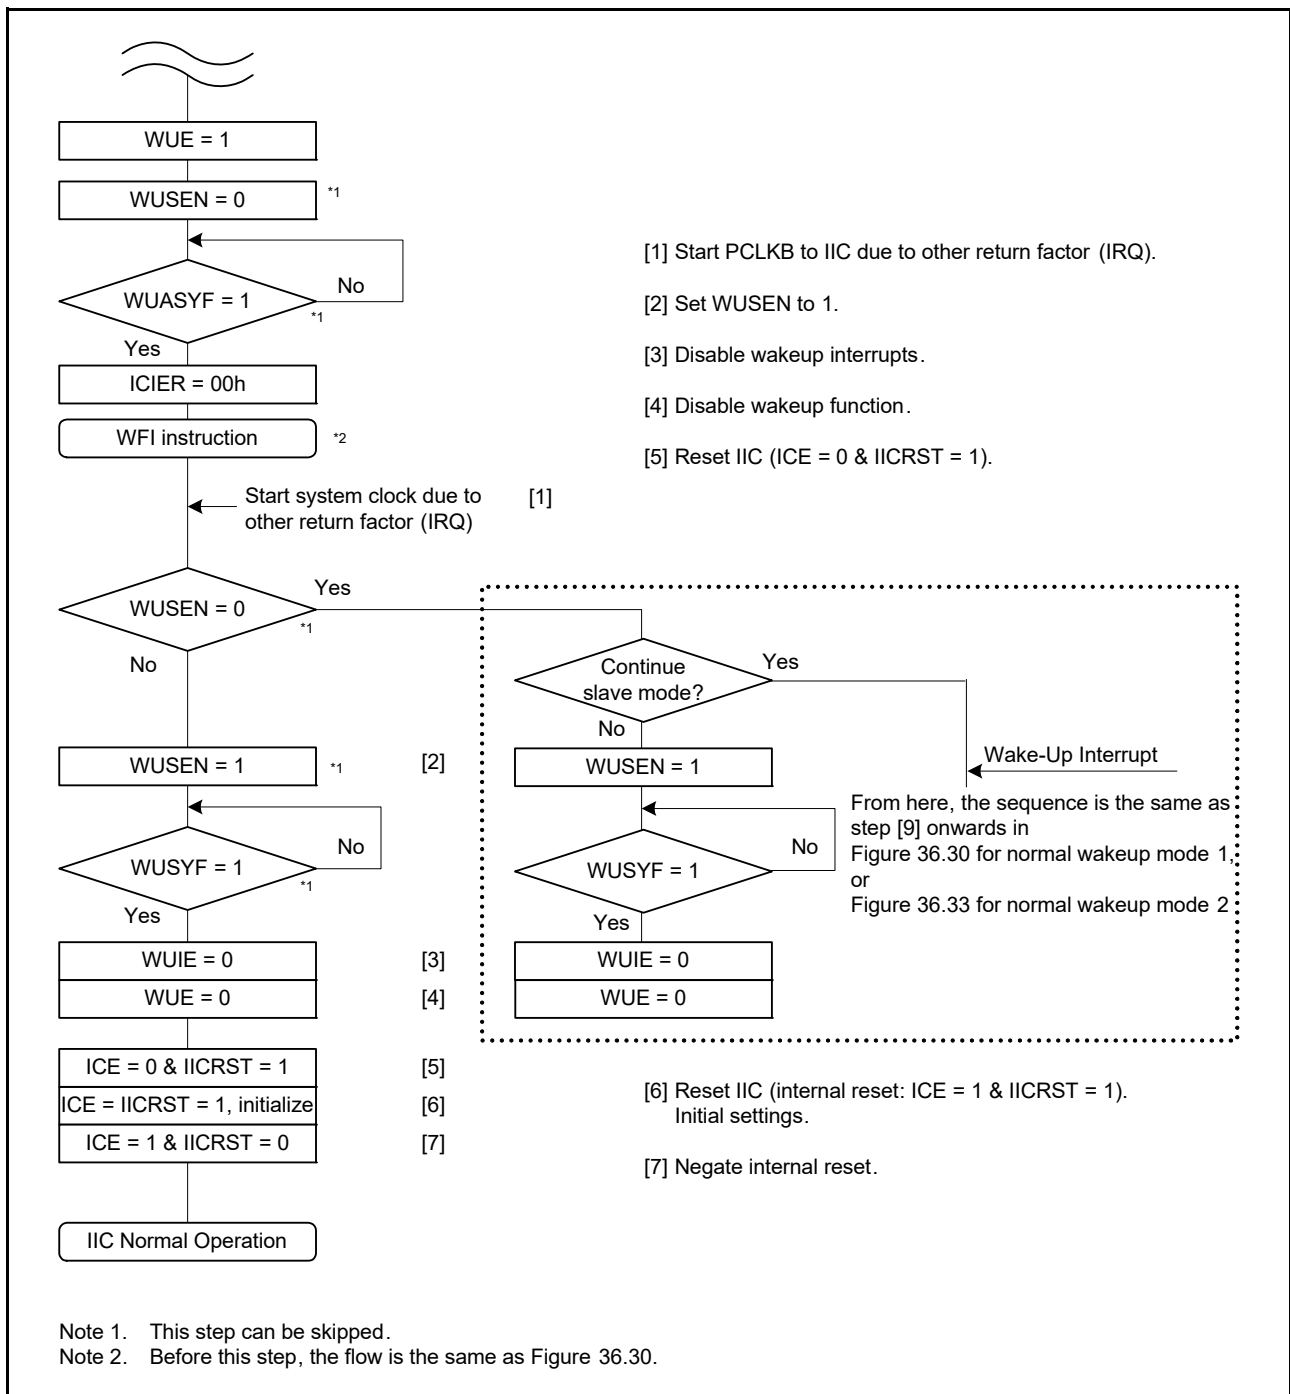 WUE = 1
WUSEN = 0
*1
WUASYF = 1
No
*1
Yes
ICIER = 00h
WFI instruction
*2
[1] Start PCLKB to IIC due to other return factor (IRQ).
[2] Set WUSEN to 1.
[3] Disable wakeup interrupts.
[4] Disable wakeup function.
[5] Reset IIC (ICE = 0 & IICRST = 1).
Start system clock due to
other return factor (IRQ)
[1]
WUSEN = 0
Yes
*1
No
Continue
slave mode?
Yes
No
WUSEN = 1
*1
[2]
WUSEN = 1
Wake-Up Interrupt
From here, the sequence is the same as
step [9] onwards in
Figure 36.30 for normal wakeup mode 1,
or
Figure 36.33 for normal wakeup mode 2
WUSYF = 1
No
*1
Yes
WUSYF = 1
No
Yes
WUIE = 0
[3]
WUE = 0
[4]
WUIE = 0
WUE = 0
ICE = 0 & IICRST = 1
[5]
ICE = IICRST = 1, initialize
[6]
ICE = 1 & IICRST = 0
[7]
[6] Reset IIC (internal reset: ICE = 1 & IICRST = 1).
Initial settings.
[7] Negate internal reset.
IIC Normal Operation
Note 1. This step can be skipped.
Note 2. Before this step, the flow is the same as Figure 36.30.